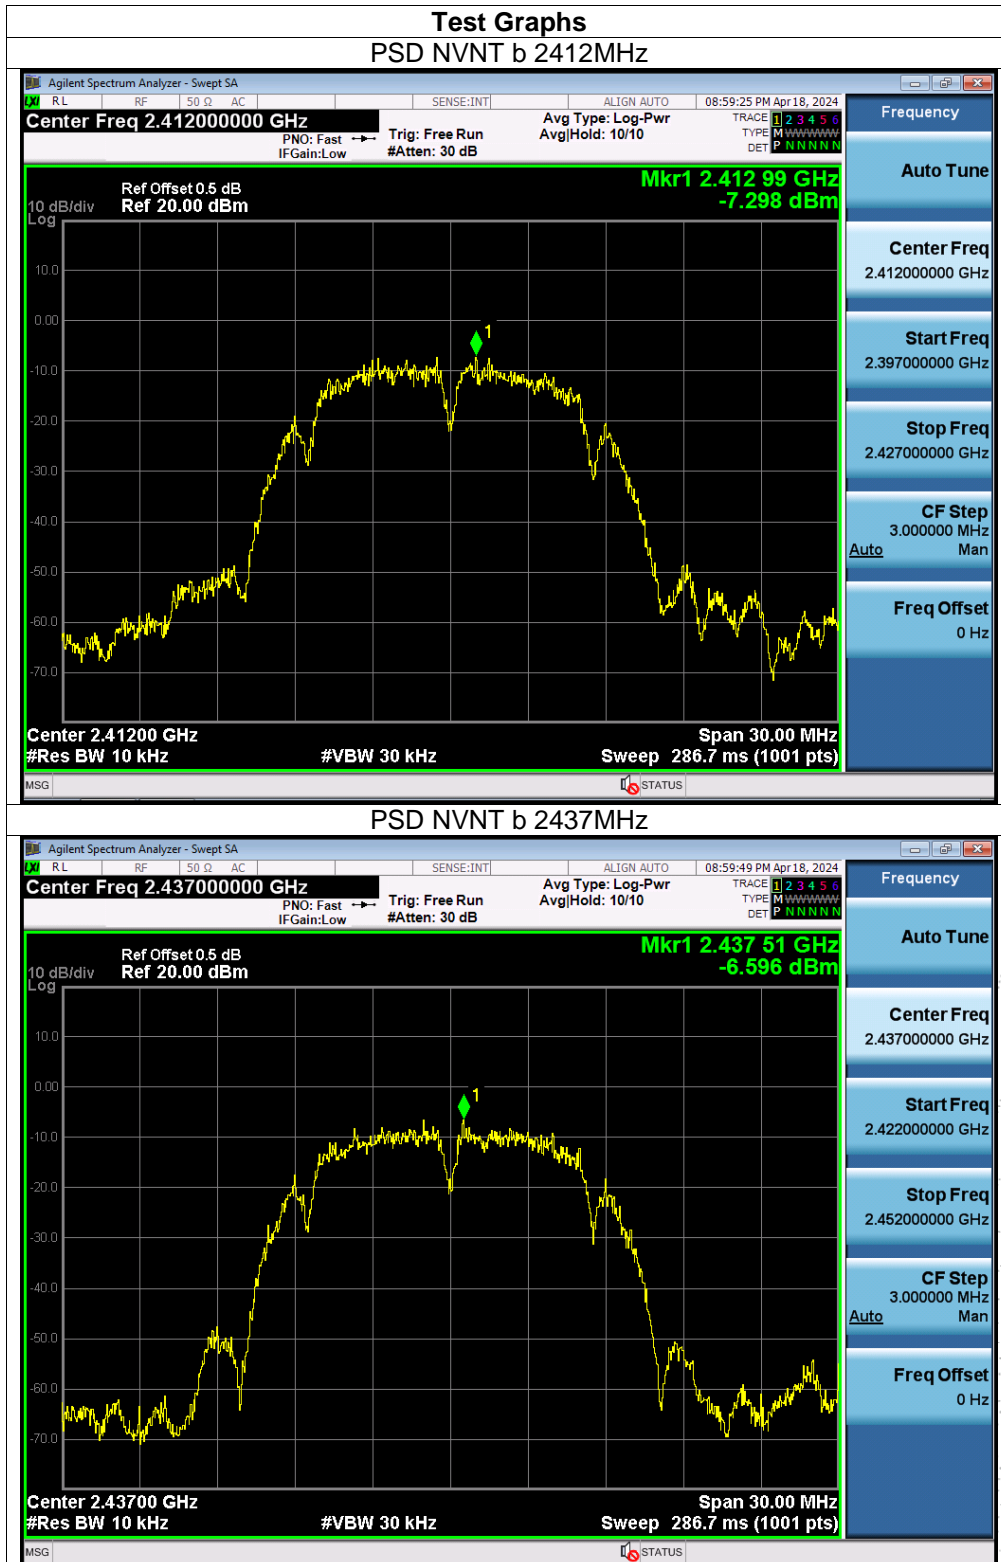 Test Graphs
PSD NVNT b 2412MHz
Agilent Spectrum Analyzer - Swept SA
LXI RL RF 50 Ω AC SENSE:INT ALIGN AUTO 08:59:25 PM Apr 18, 2024
Center Freq 2.412000000 GHz
PNO: Fast
IFGain:Low
Trig: Free Run
#Atten: 30 dB
Avg Type: Log-Pwr
Avg|Hold: 10/10
TRACE 1 2 3 4 5 6
TYPE M WWWWW
DET P N N N N N
Frequency
Auto Tune
Center Freq
2.412000000 GHz
Start Freq
2.397000000 GHz
Stop Freq
2.427000000 GHz
CF Step
3.000000 MHz
Auto Man
Freq Offset
0 Hz
Mkr1 2.412 99 GHz
-7.298 dBm
Ref Offset 0.5 dB
10 dB/div Ref 20.00 dBm
Log
10.0
0.00
-10.0
-20.0
-30.0
-40.0
-50.0
-60.0
-70.0
1
Center 2.41200 GHz Span 30.00 MHz
#Res BW 10 kHz #VBW 30 kHz Sweep 286.7 ms (1001 pts)
MSG STATUS
PSD NVNT b 2437MHz
Agilent Spectrum Analyzer - Swept SA
LXI RL RF 50 Ω AC SENSE:INT ALIGN AUTO 08:59:49 PM Apr 18, 2024
Center Freq 2.437000000 GHz
PNO: Fast
IFGain:Low
Trig: Free Run
#Atten: 30 dB
Avg Type: Log-Pwr
Avg|Hold: 10/10
TRACE 1 2 3 4 5 6
TYPE M WWWWW
DET P N N N N N
Frequency
Auto Tune
Center Freq
2.437000000 GHz
Start Freq
2.422000000 GHz
Stop Freq
2.452000000 GHz
CF Step
3.000000 MHz
Auto Man
Freq Offset
0 Hz
Mkr1 2.437 51 GHz
-6.596 dBm
Ref Offset 0.5 dB
10 dB/div Ref 20.00 dBm
Log
10.0
0.00
-10.0
-20.0
-30.0
-40.0
-50.0
-60.0
-70.0
1
Center 2.43700 GHz Span 30.00 MHz
#Res BW 10 kHz #VBW 30 kHz Sweep 286.7 ms (1001 pts)
MSG STATUS